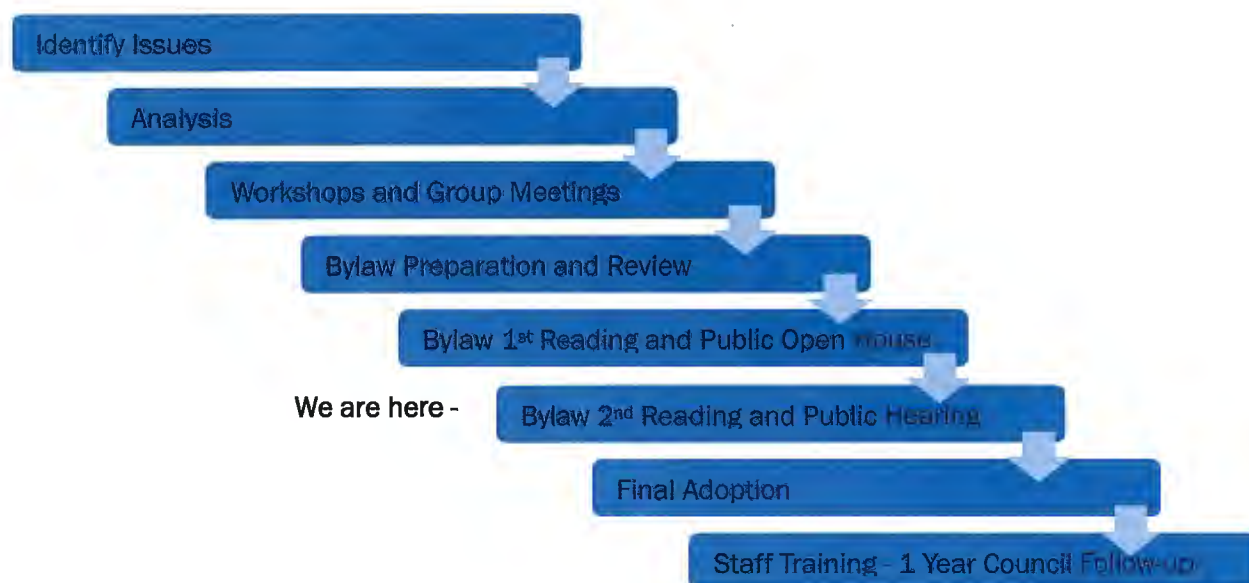 Identify Issues
Analysis
Workshops and Group Meetings
Bylaw Preparation and Review
Bylaw 1st Reading and Public Open House
We are here -
Bylaw 2nd Reading and Public Hearing
Final Adoption
Staff Training - 1 Year Council Follow-up